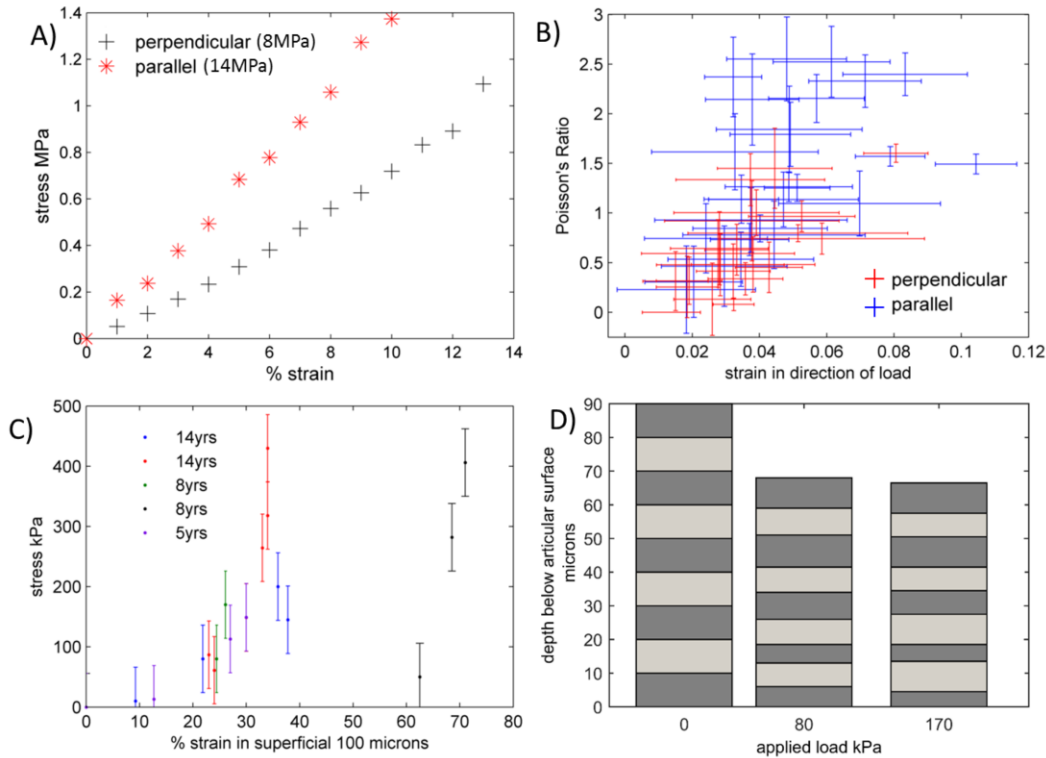 A)
1.4
1.2
1
0.8
0.6
0.4
0.2
0
stress MPa
perpendicular (8MPa)
parallel (14MPa)
0 2 4 6 8 10 12 14
% strain
B)
3
2.5
2
1.5
1
0.5
0
Poisson's Ratio
perpendicular
parallel
0 0.02 0.04 0.06 0.08 0.1 0.12
strain in direction of load
C)
500
400
300
200
100
0
stress kPa
14yrs
14yrs
8yrs
8yrs
5yrs
0 10 20 30 40 50 60 70 80
% strain in superficial 100 microns
D)
90
80
70
60
50
40
30
20
10
0
depth below articular surface
microns
0 80 170
applied load kPa